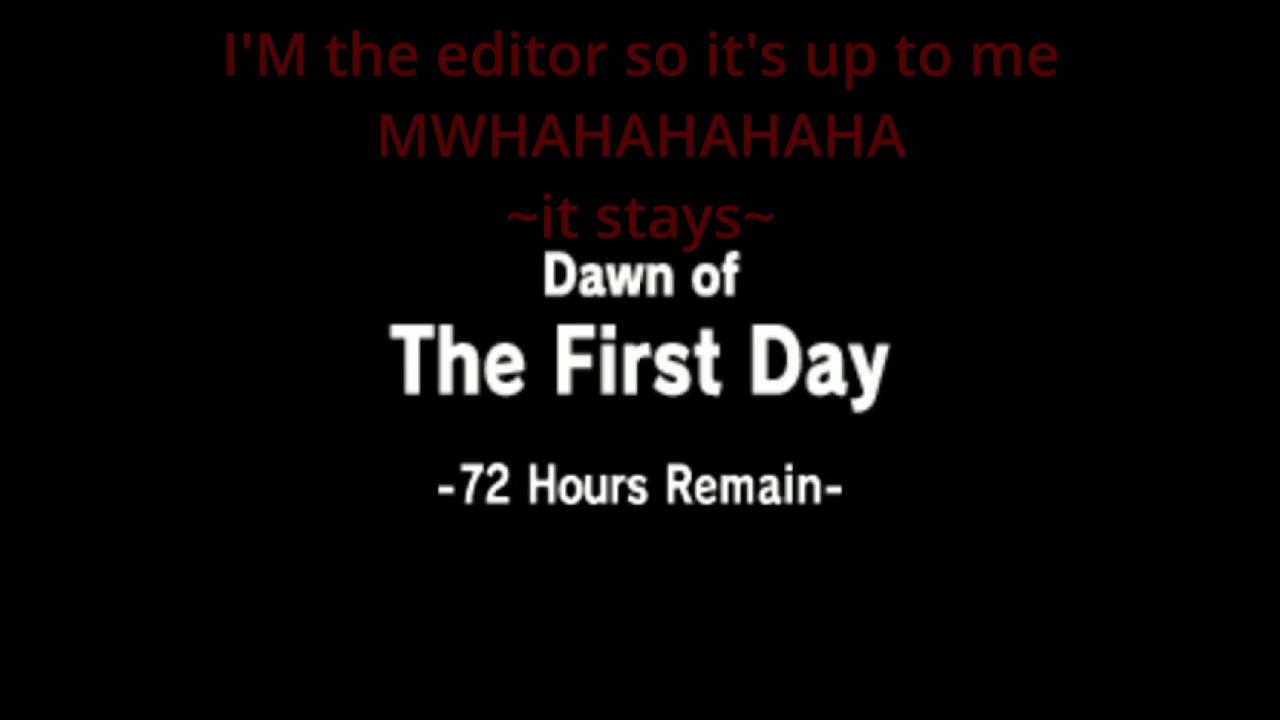 I'M the editor so it's up to me
MWHAHAHAHAHA
~it stays~
Dawn of
The First Day
-72 Hours Remain-